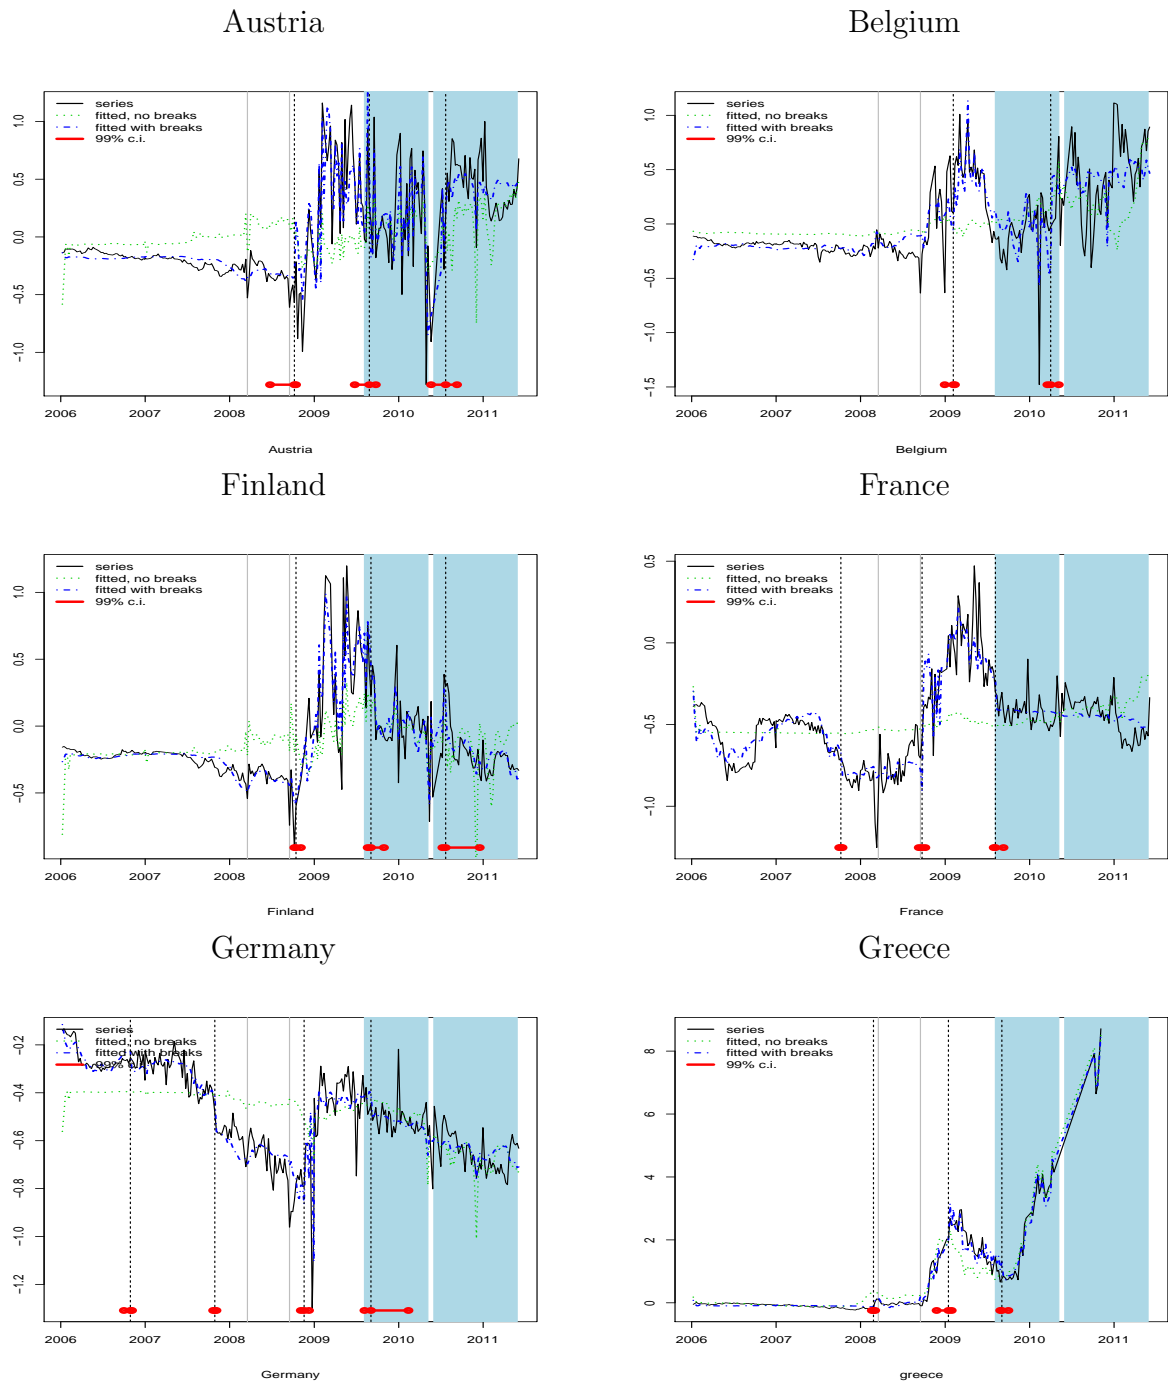 Austria
series
fitted, no breaks
fitted with breaks
99% c.i.
1.0
0.5
0.0
−0.5
−1.0
2006 2007 2008 2009 2010 2011
Austria
Belgium
series
fitted, no breaks
fitted with breaks
99% c.i.
1.0
0.5
0.0
−0.5
−1.0
−1.5
2006 2007 2008 2009 2010 2011
Belgium
Finland
series
fitted, no breaks
fitted with breaks
99% c.i.
1.0
0.5
0.0
−0.5
2006 2007 2008 2009 2010 2011
Finland
France
series
fitted, no breaks
fitted with breaks
99% c.i.
0.5
0.0
−0.5
−1.0
2006 2007 2008 2009 2010 2011
France
Germany
series
fitted, no breaks
fitted with breaks
99% c.i.
−0.2
−0.4
−0.6
−0.8
−1.0
−1.2
2006 2007 2008 2009 2010 2011
Germany
Greece
series
fitted, no breaks
fitted with breaks
99% c.i.
8
6
4
2
0
2006 2007 2008 2009 2010 2011
greece